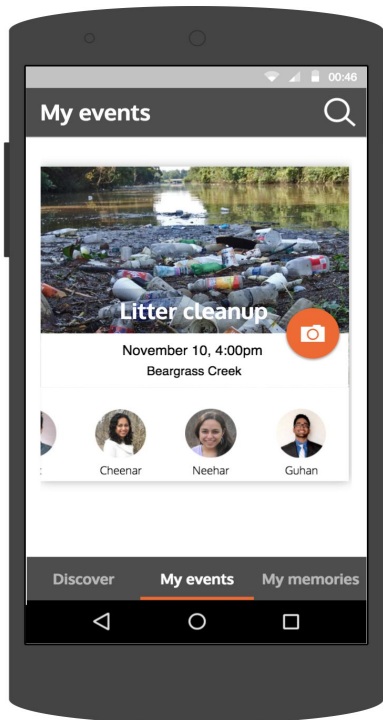 00:46
My events
Litter cleanup
November 10, 4:00pm
Beargrass Creek
Cheenar Neehar Guhan
Discover My events My memories